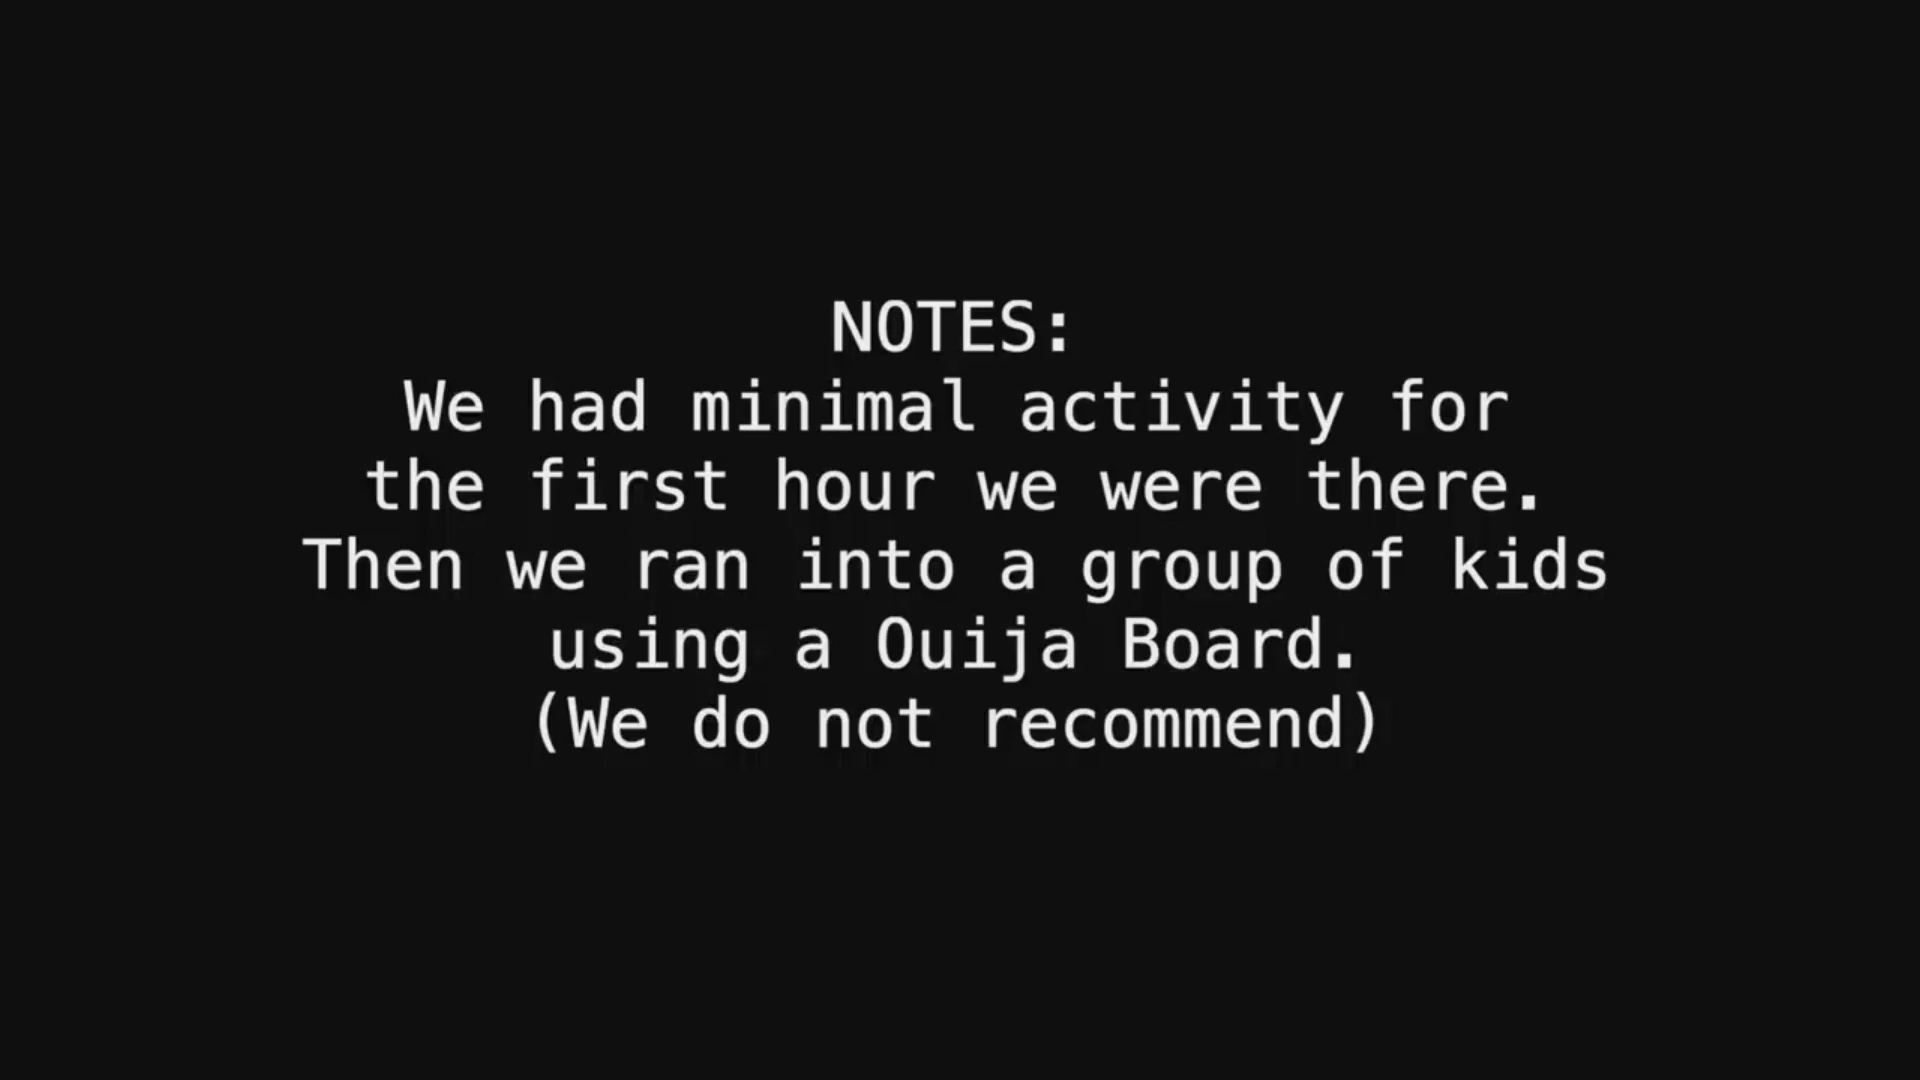 NOTES:
We had minimal activity for
the first hour we were there.
Then we ran into a group of kids
using a Ouija Board.
(We do not recommend)